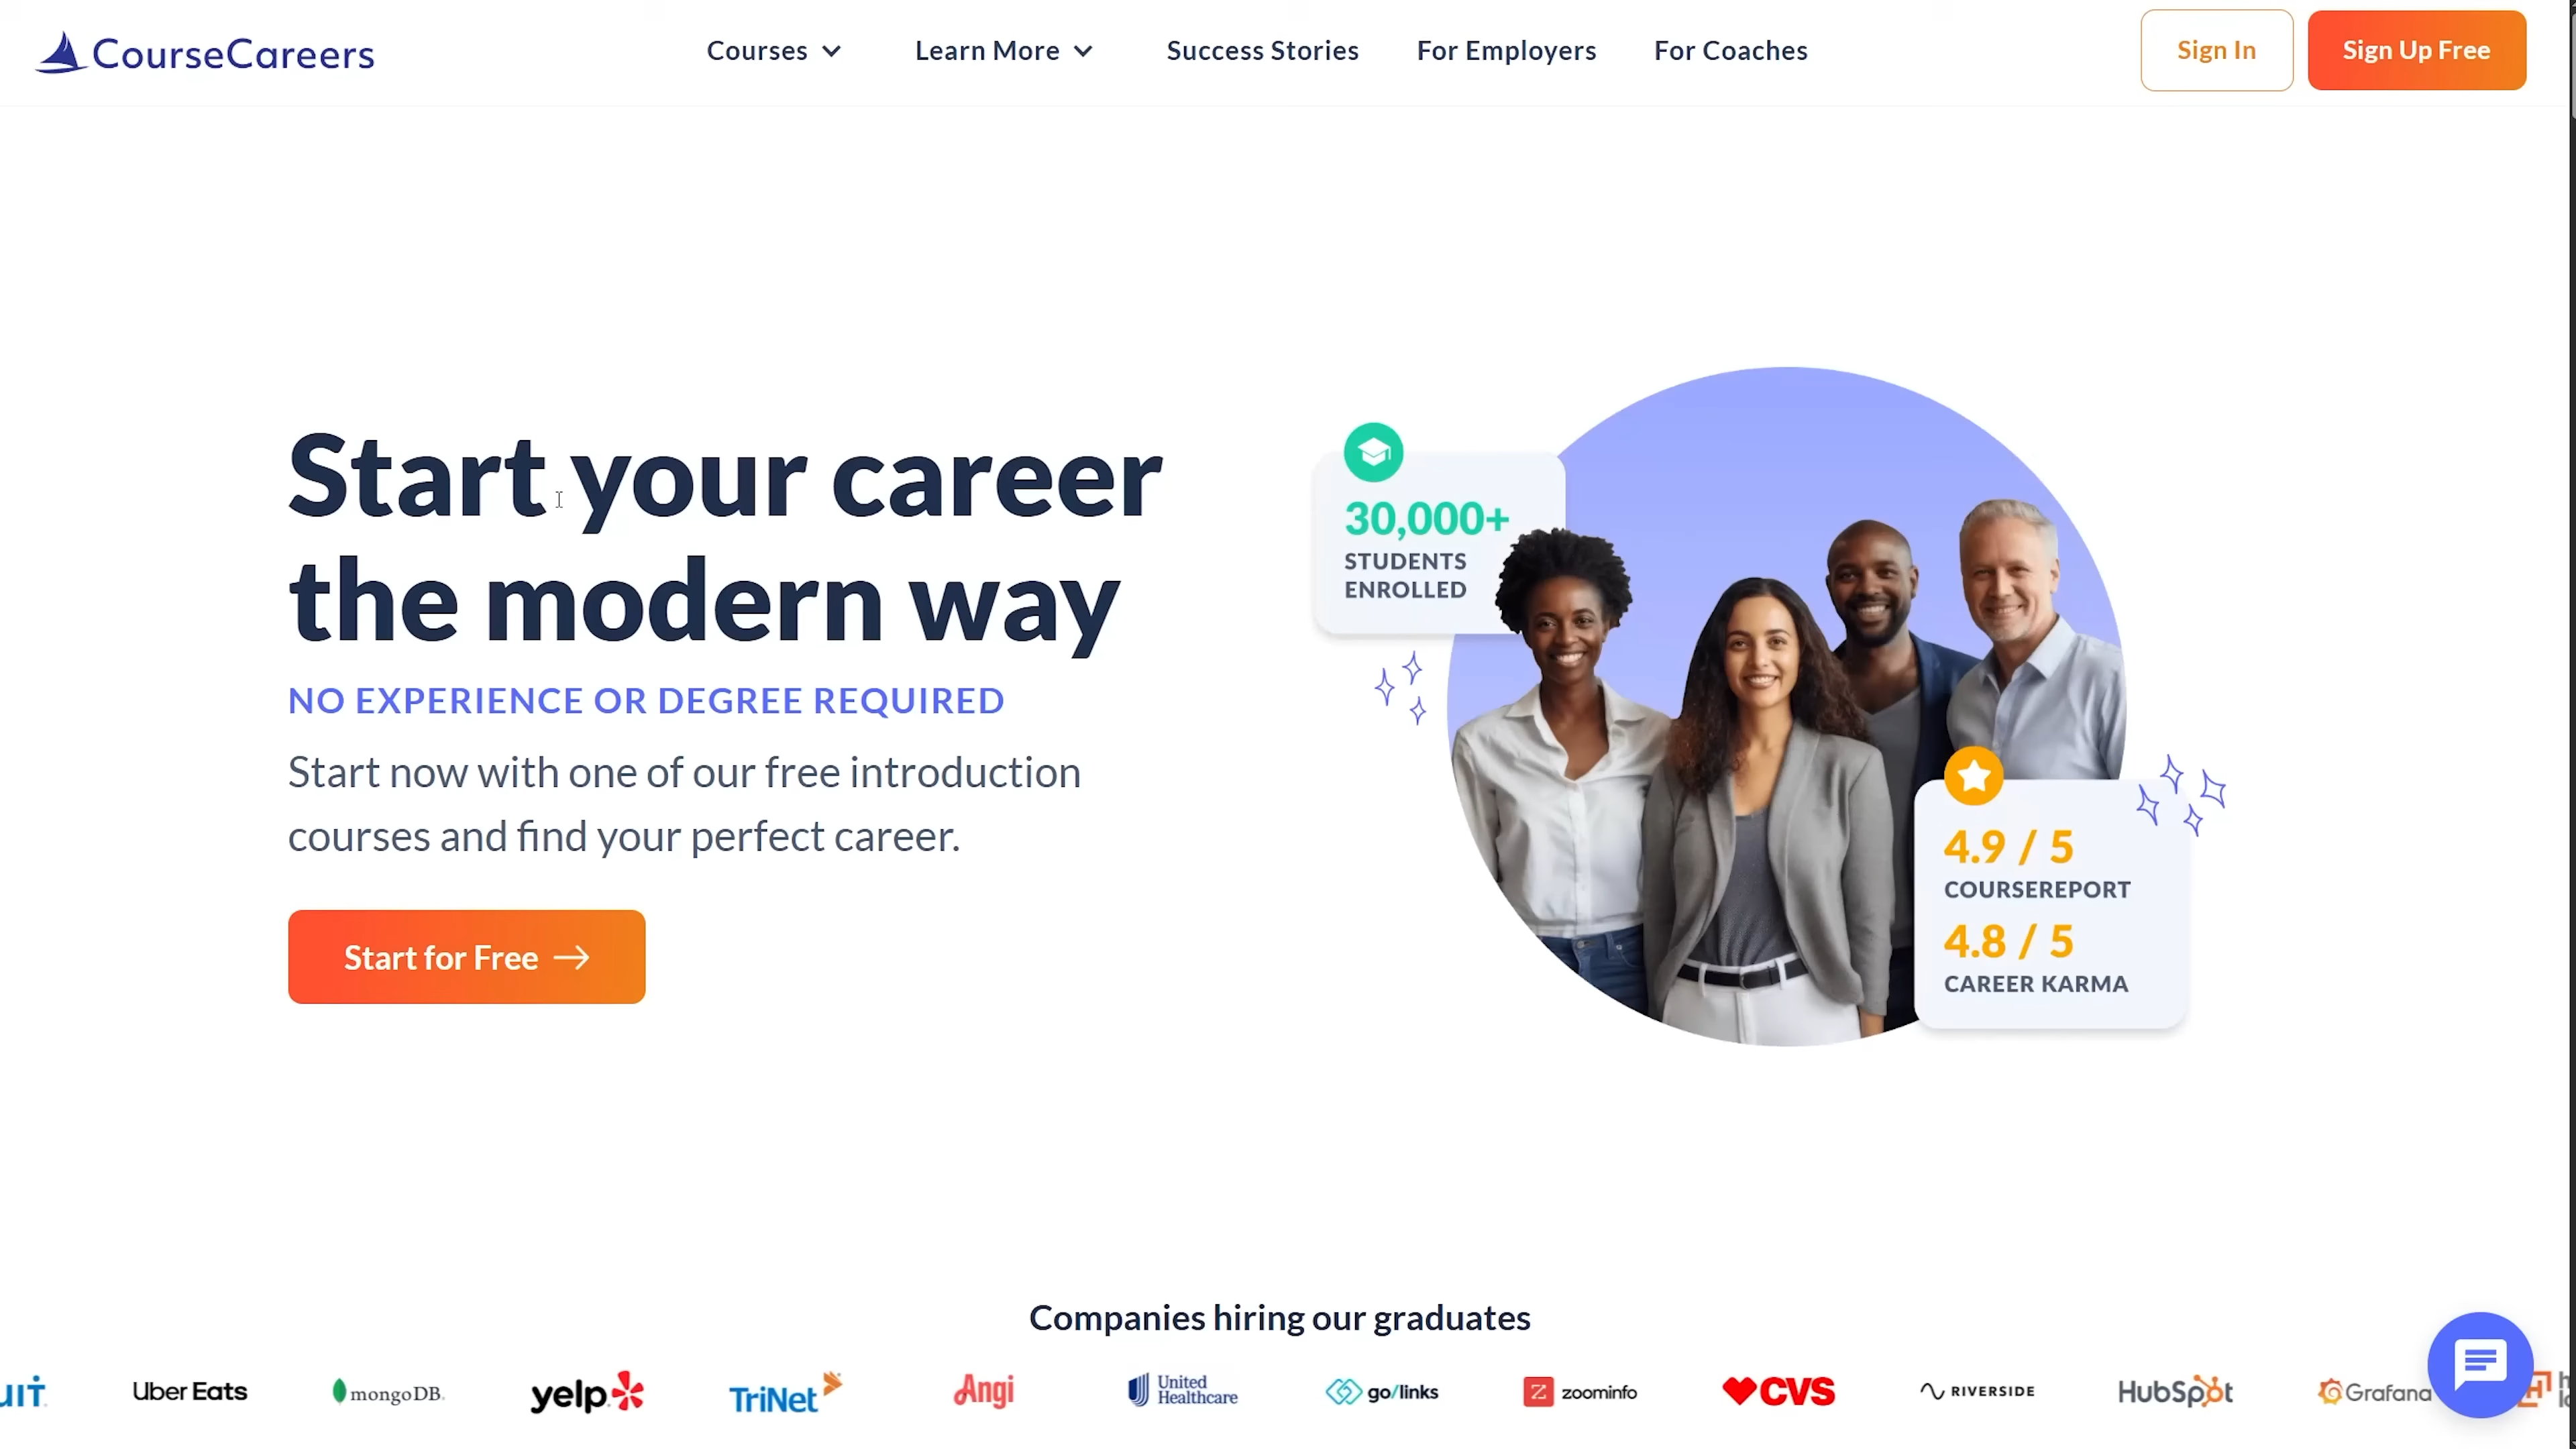 CourseCareers
Courses
Learn More
Success Stories
For Employers
For Coaches
Sign In
Sign Up Free
Start your career
the modern way
NO EXPERIENCE OR DEGREE REQUIRED
Start now with one of our free introduction
courses and find your perfect career.
Start for Free
30,000+
STUDENTS
ENROLLED
4.9 / 5
COURSEREPORT
4.8 / 5
CAREER KARMA
Companies hiring our graduates
Uber Eats
mongoDB.
yelp
TriNet
Angi
United
Healthcare
go/links
Z zoominfo
CVS
RIVERSIDE
HubSpot
Grafana